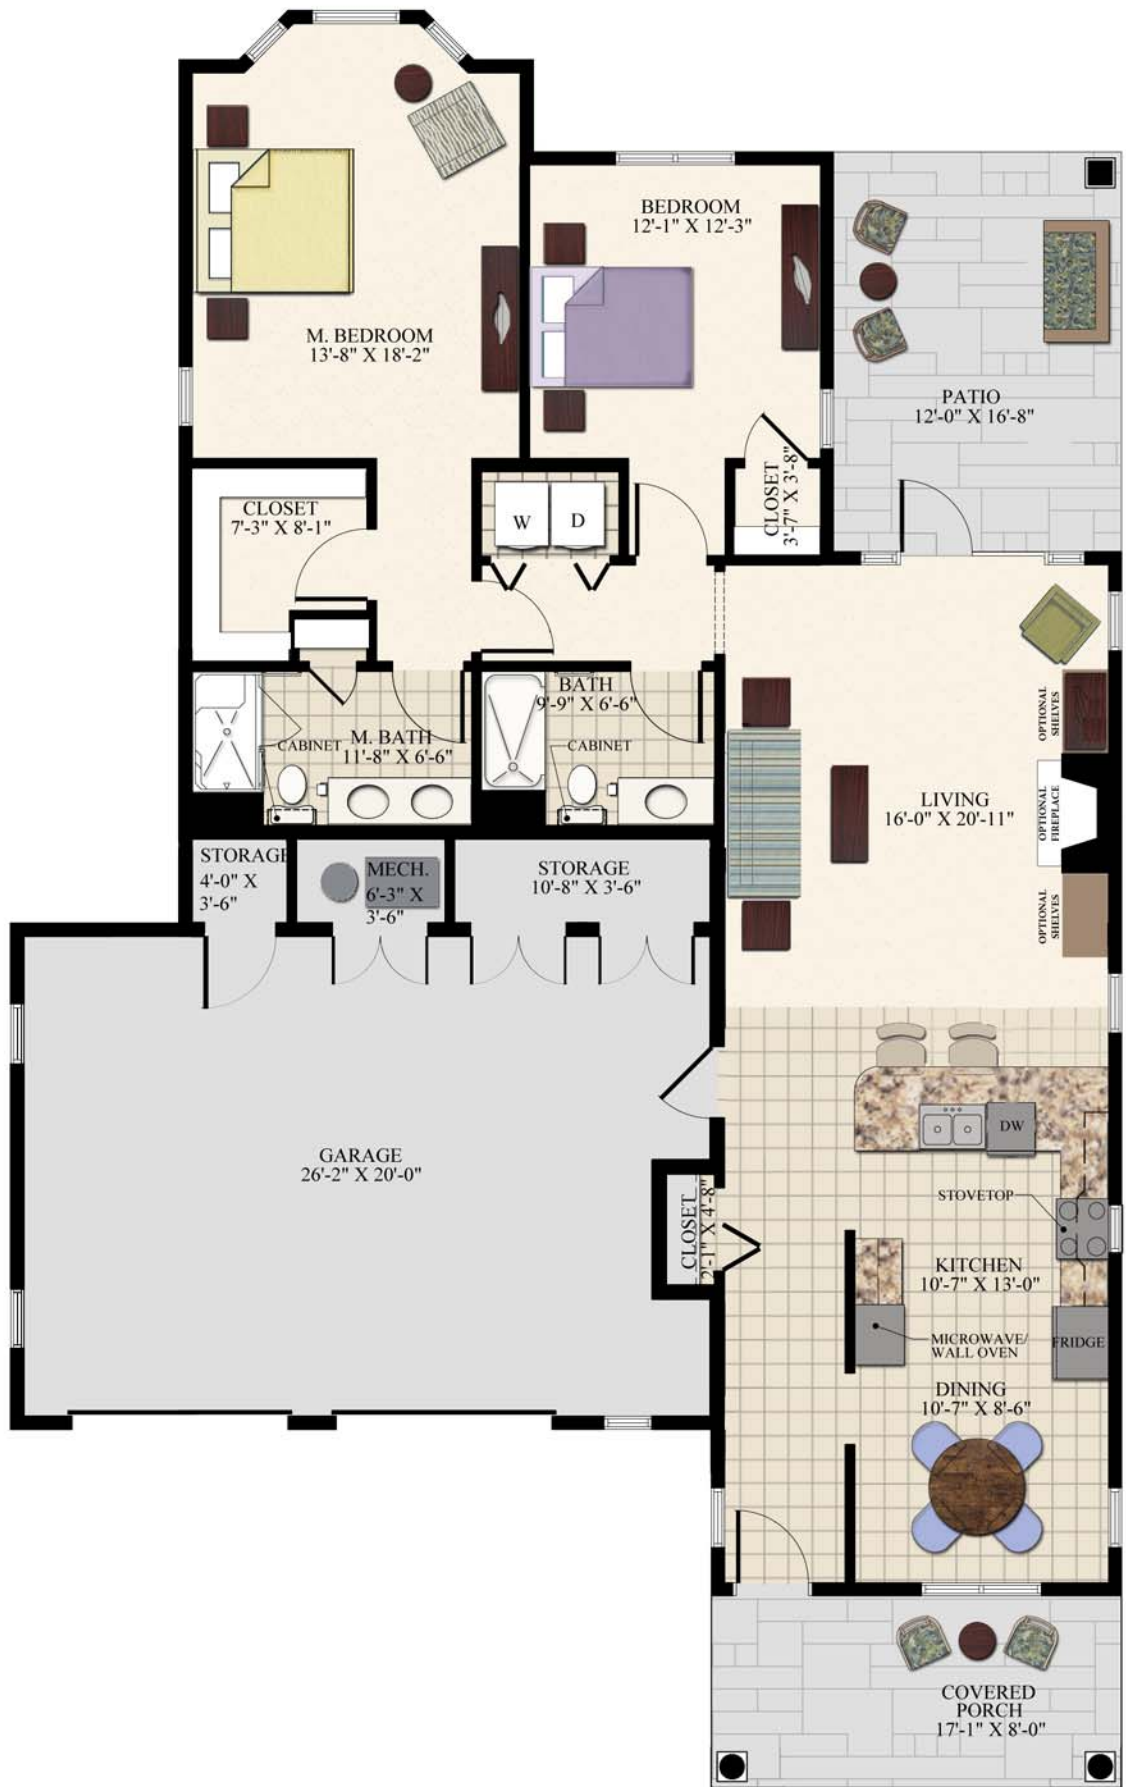 BEDROOM
12'-1" X 12'-3"
M. BEDROOM
13'-8" X 18'-2"
PATIO
12'-0" X 16'-8"
CLOSET
7'-3" X 8'-1"
W
D
CLOSET
3'-7" X 3'-8"
BATH
9'-9" X 6'-6"
M. BATH
11'-8" X 6'-6"
CABINET
CABINET
OPTIONAL
SHELVES
LIVING
16'-0" X 20'-11"
OPTIONAL
FIREPLACE
OPTIONAL
SHELVES
STORAGE
4'-0" X
3'-6"
MECH.
6'-3" X
3'-6"
STORAGE
10'-8" X 3'-6"
DW
GARAGE
26'-2" X 20'-0"
CLOSET
2'-1" X 4'-8"
STOVETOP
KITCHEN
10'-7" X 13'-0"
MICROWAVE/
WALL OVEN
FRIDGE
DINING
10'-7" X 8'-6"
COVERED
PORCH
17'-1" X 8'-0"